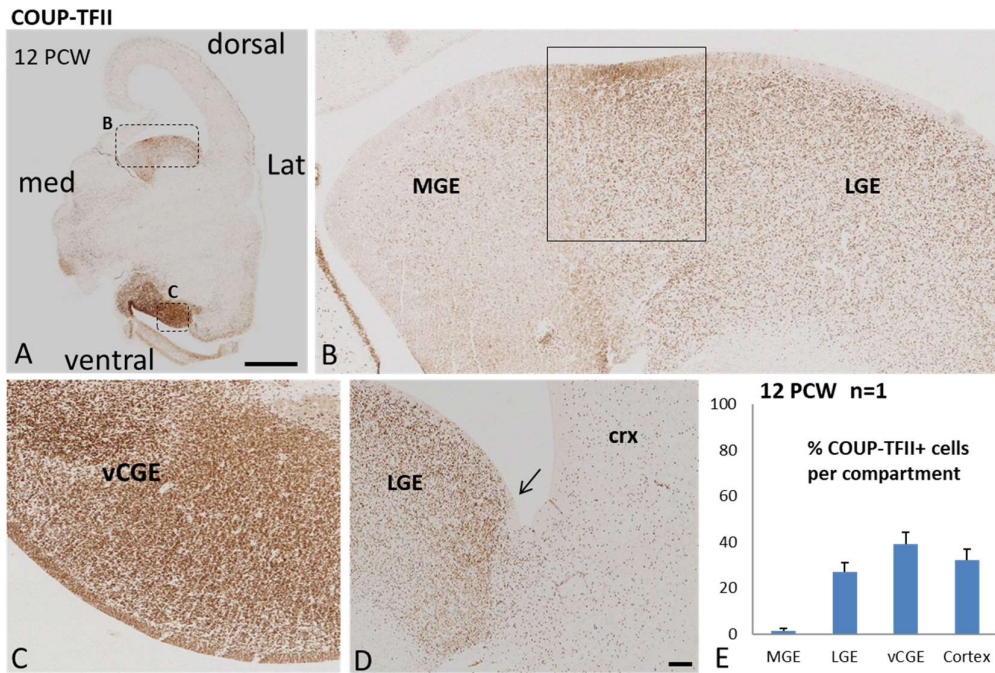 COUP-TFII
12 PCW
dorsal
B
med
Lat
C
A
ventral
MGE
LGE
B
vCGE
C
LGE
crx
D
12 PCW n=1
100
% COUP-TFII+ cells
per compartment
80
60
40
20
0
MGE LGE vCGE Cortex
E